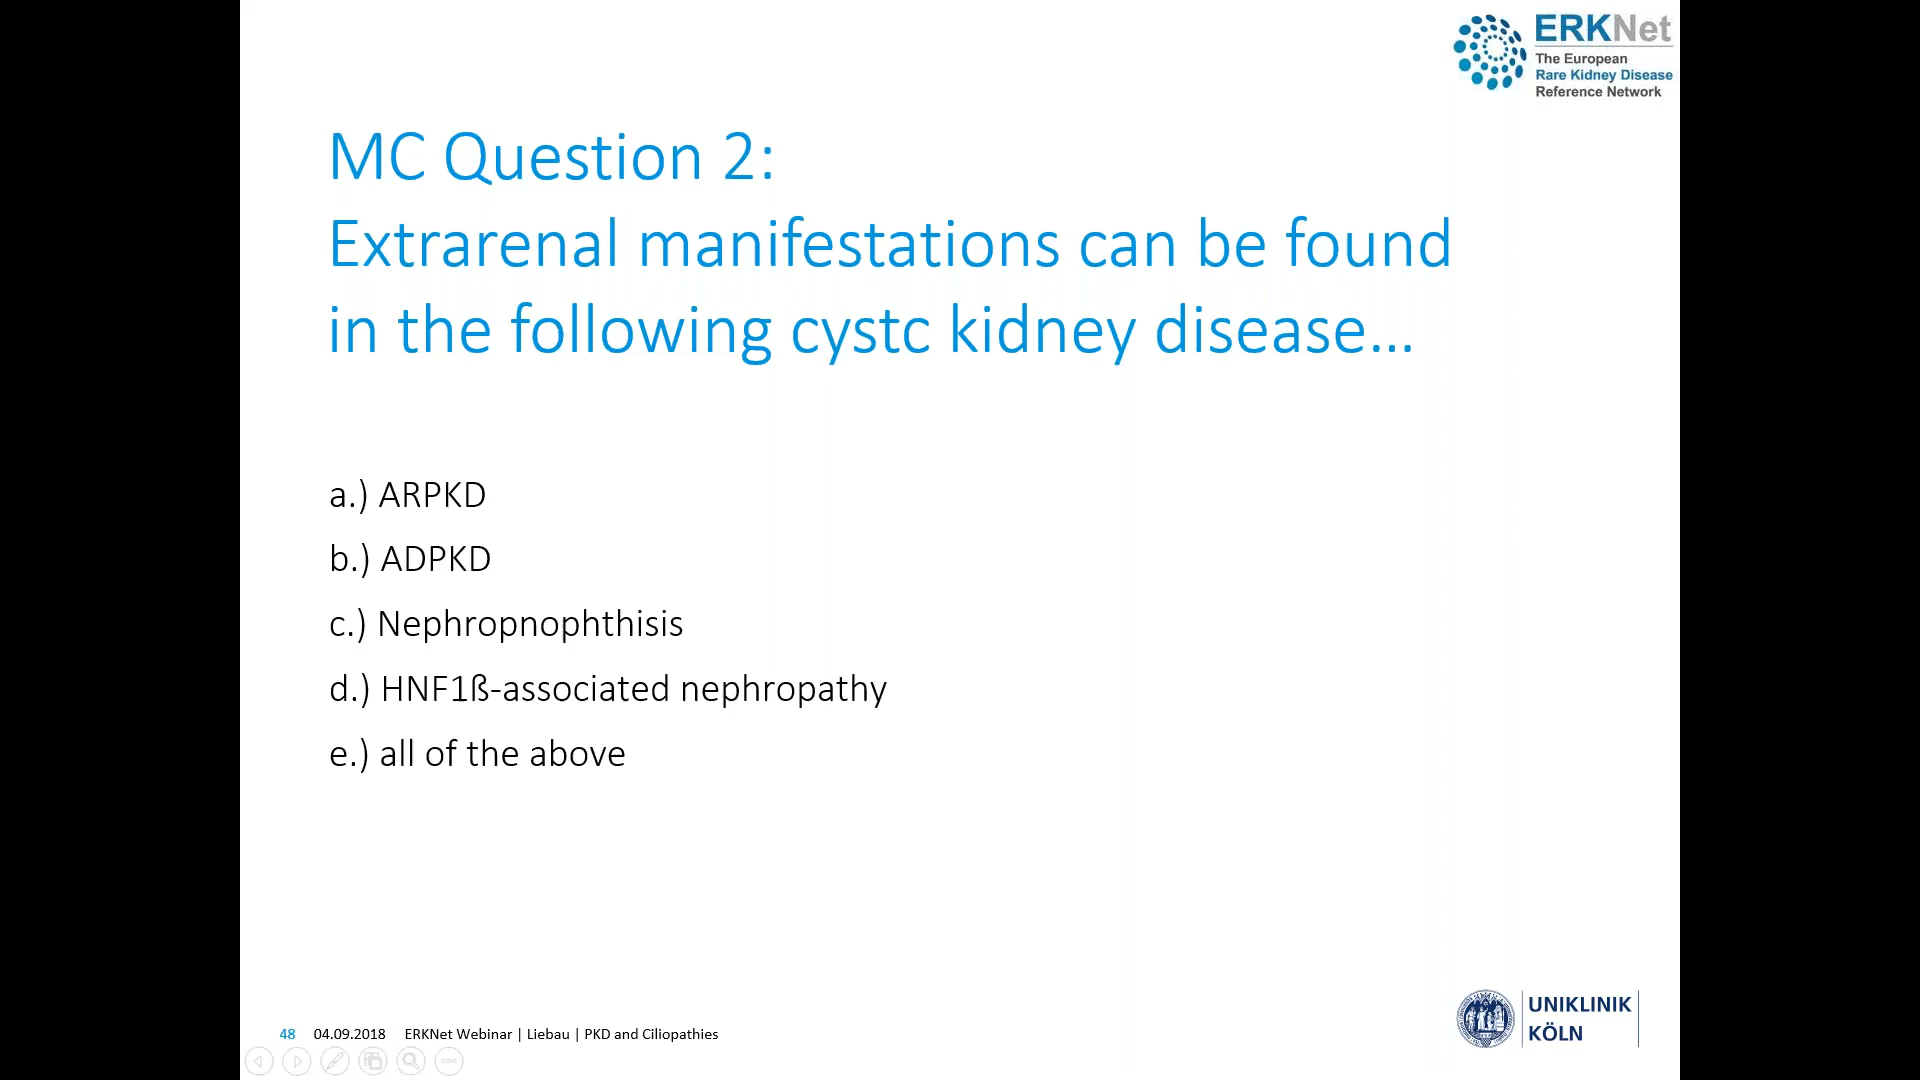 ERKNet
The European
Rare Kidney Disease
Reference Network
MC Question 2:
Extrarenal manifestations can be found
in the following cystc kidney disease...
a.) ARPKD
b.) ADPKD
c.) Nephropnophthisis
d.) HNF1ß-associated nephropathy
e.) all of the above
48 04.09.2018 ERKNet Webinar | Liebau | PKD and Ciliopathies
UNIKLINIK
KÖLN